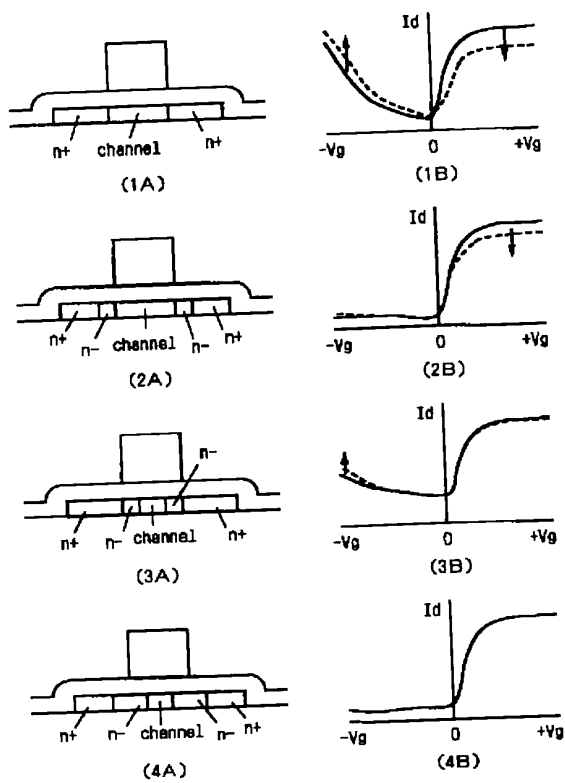 Id
n+ channel n+
-Vg 0 +Vg
(1A) (1B)
Id
n+ n- channel n- n+
-Vg 0 +Vg
(2A) (2B)
Id
n-
n+ n- channel n+
-Vg 0 +Vg
(3A) (3B)
Id
n+ n- channel n- n+
-Vg 0 +Vg
(4A) (4B)